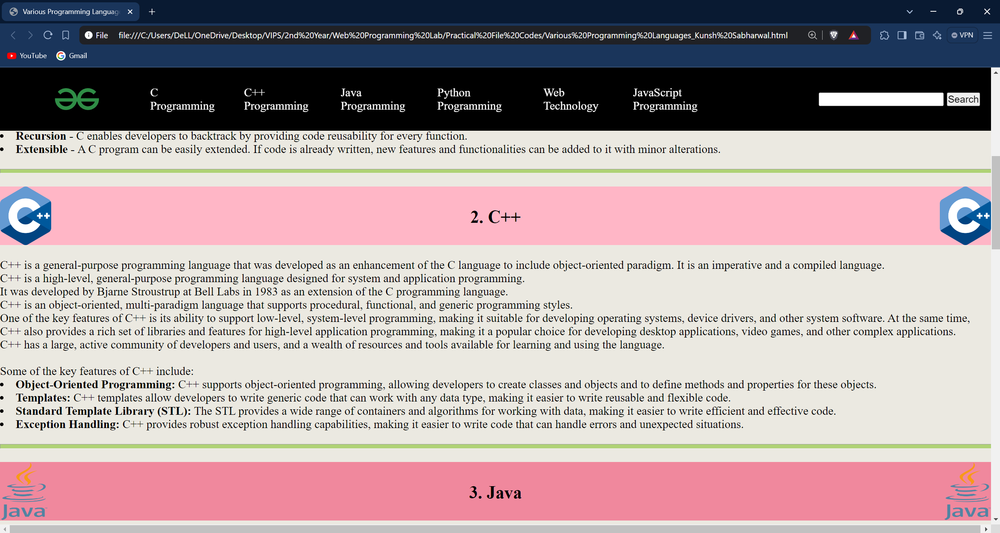 Various Programming Languag
File file:///C:/Users/DeLL/OneDrive/Desktop/VIPS/2nd%20Year/Web%20Programming%20Lab/Practical%20File%20Codes/Various%20Programming%20Languages_Kunsh%20Sabharwal.html VPN
YouTube Gmail
C Programming
C++ Programming
Java Programming
Python Programming
Web Technology
JavaScript Programming
Search
• Recursion - C enables developers to backtrack by providing code reusability for every function.
• Extensible - A C program can be easily extended. If code is already written, new features and functionalities can be added to it with minor alterations.
C++ C++
2. C++
C++ is a general-purpose programming language that was developed as an enhancement of the C language to include object-oriented paradigm. It is an imperative and a compiled language.
C++ is a high-level, general-purpose programming language designed for system and application programming.
It was developed by Bjarne Stroustrup at Bell Labs in 1983 as an extension of the C programming language.
C++ is an object-oriented, multi-paradigm language that supports procedural, functional, and generic programming styles.
One of the key features of C++ is its ability to support low-level, system-level programming, making it suitable for developing operating systems, device drivers, and other system software. At the same time,
C++ also provides a rich set of libraries and features for high-level application programming, making it a popular choice for developing desktop applications, video games, and other complex applications.
C++ has a large, active community of developers and users, and a wealth of resources and tools available for learning and using the language.
Some of the key features of C++ include:
• Object-Oriented Programming: C++ supports object-oriented programming, allowing developers to create classes and objects and to define methods and properties for these objects.
• Templates: C++ templates allow developers to write generic code that can work with any data type, making it easier to write reusable and flexible code.
• Standard Template Library (STL): The STL provides a wide range of containers and algorithms for working with data, making it easier to write efficient and effective code.
• Exception Handling: C++ provides robust exception handling capabilities, making it easier to write code that can handle errors and unexpected situations.
3. Java
Java Java